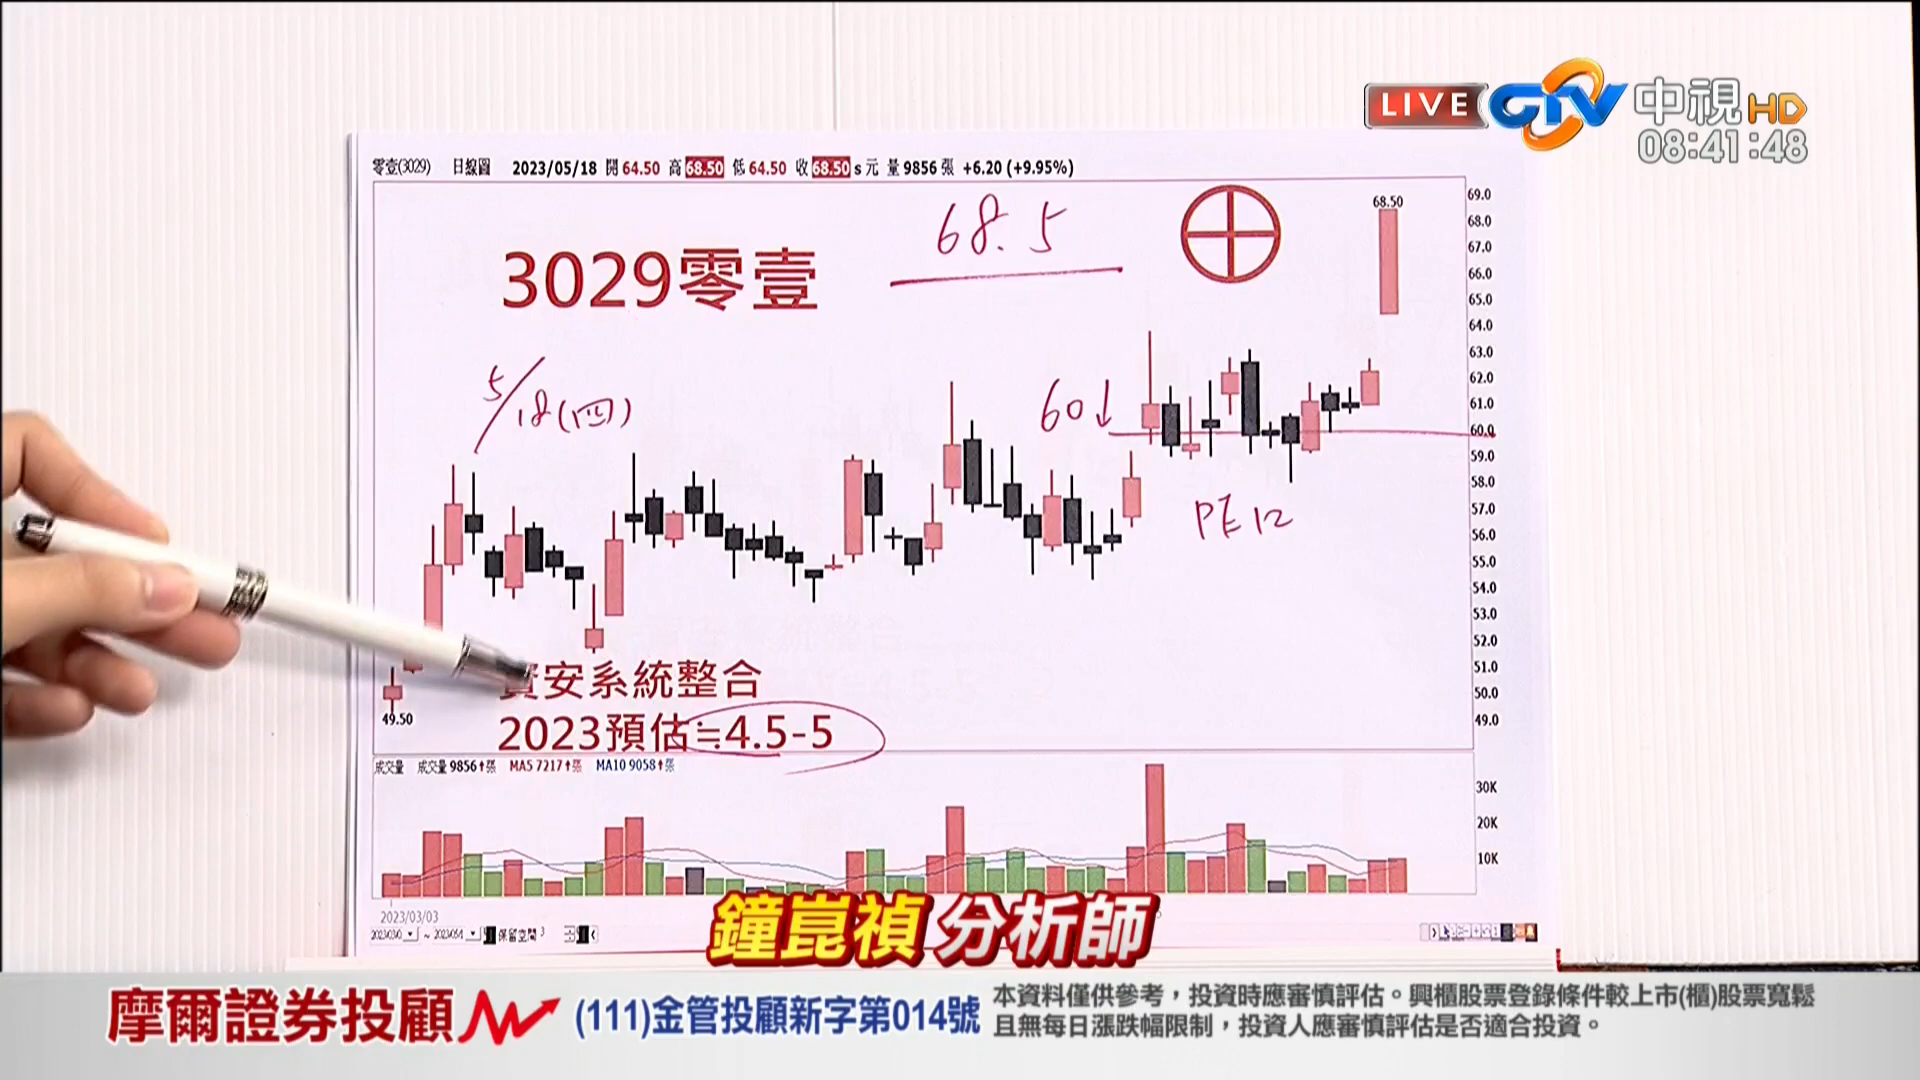 LIVE CTV 中視HD
08:41:48
零壹(3029) 日線圖 2023/05/18 開 64.50 高 68.50 低 64.50 收 68.50 s 元 量 9856 張 +6.20 (+9.95%)
68.5
68.50
3029零壹
5/18(四)
60↓
PE 12
69.0
68.0
67.0
66.0
65.0
64.0
63.0
62.0
61.0
60.0
59.0
58.0
57.0
56.0
55.0
54.0
53.0
52.0
51.0
50.0
49.0
49.50
資安系統整合
2023預估≒4.5-5
成交量 成交量 9856↑張 MA5 7217↑張 MA10 9058↑張
30K
20K
10K
2023/03/03
保留空間
鐘崑禎 分析師
摩爾證券投顧 (111)金管投顧新字第014號
本資料僅供參考，投資時應審慎評估。興櫃股票登錄條件較上市(櫃)股票寬鬆
且無每日漲跌幅限制，投資人應審慎評估是否適合投資。